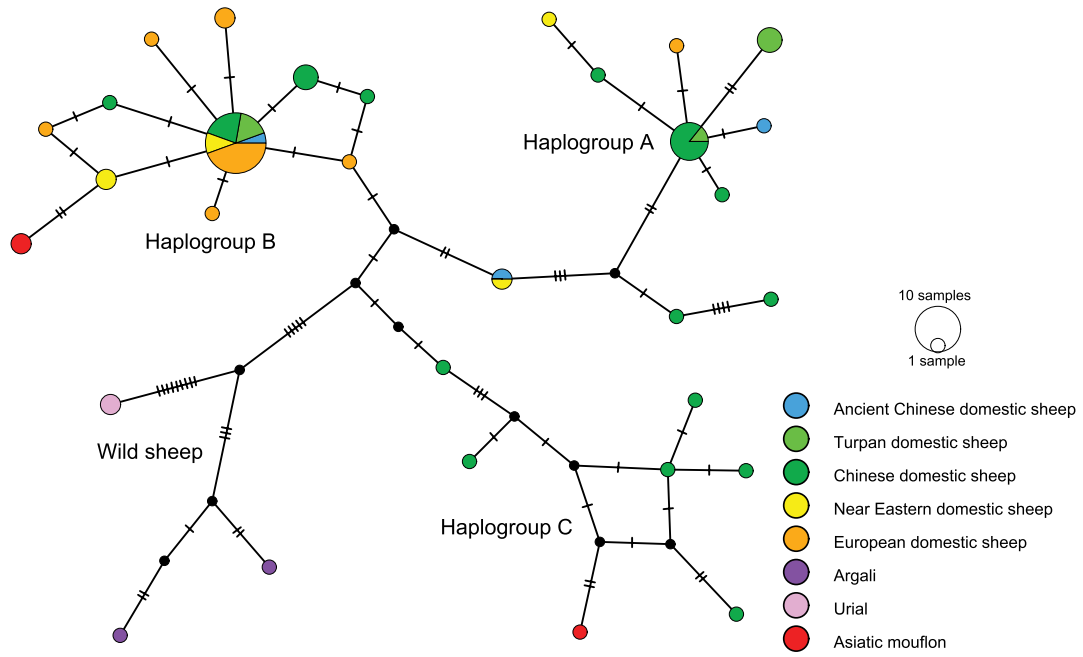 Haplogroup A
Haplogroup B
10 samples
1 sample
Wild sheep
Haplogroup C
Ancient Chinese domestic sheep
Turpan domestic sheep
Chinese domestic sheep
Near Eastern domestic sheep
European domestic sheep
Argali
Urial
Asiatic mouflon